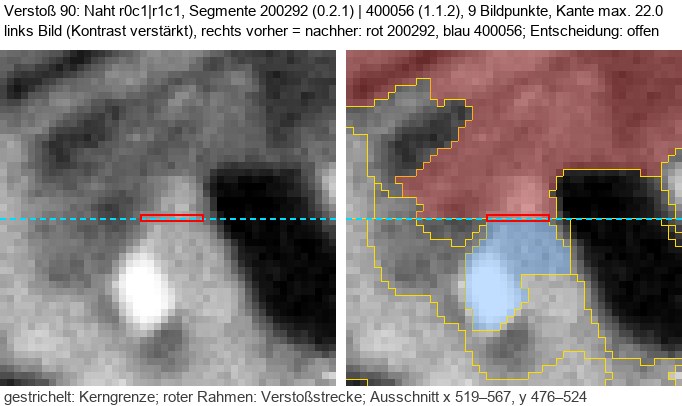 Verstoß 90: Naht r0c1|r1c1, Segmente 200292 (0.2.1) | 400056 (1.1.2), 9 Bildpunkte, Kante max. 22.0
links Bild (Kontrast verstärkt), rechts vorher = nachher: rot 200292, blau 400056; Entscheidung: offen
gestrichelt: Kerngrenze; roter Rahmen: Verstoßstrecke; Ausschnitt x 519–567, y 476–524